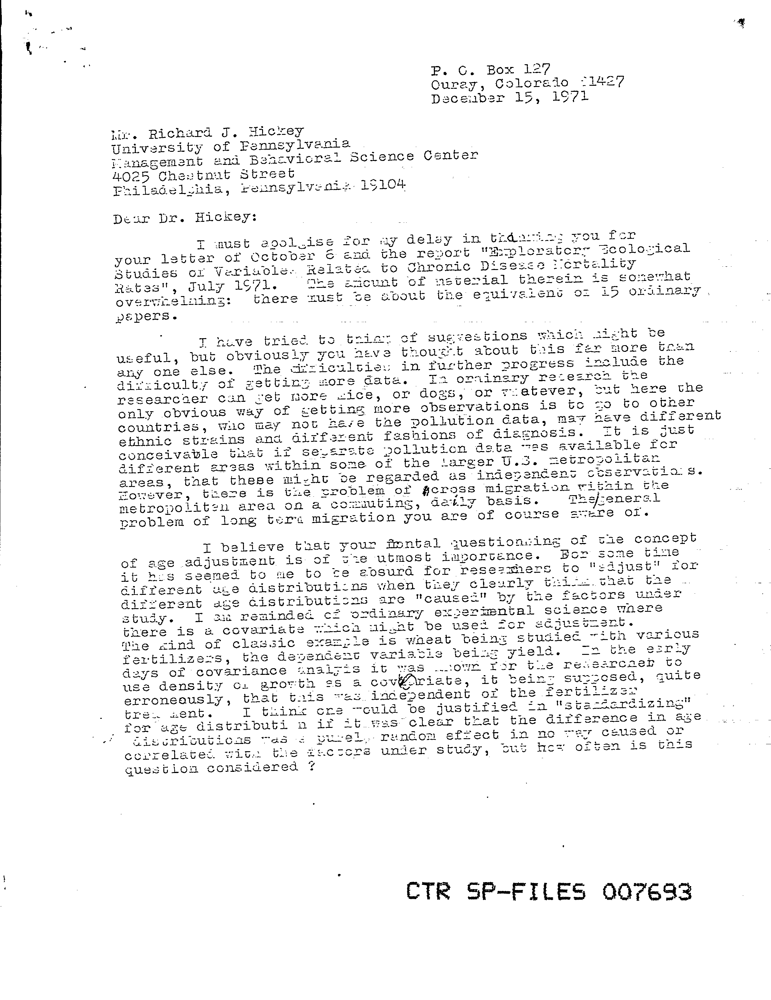 P. O. Box 127
Ouray, Colorado 81427
December 15, 1971
Mr. Richard J. Hickey
University of Pennsylvania
Management and Behavioral Science Center
4025 Chestnut Street
Philadelphia, Pennsylvania 19104
Dear Dr. Hickey:
I must apolgise for my delay in thanking you for
your letter of October 6 and the report "Exploratory Ecological
Studies of Variables Related to Chronic Disease Mortality
Rates", July 1971. The amount of material therein is somewhat
overwhelming: there must be about the equivalent of 15 ordinary
papers.
I have tried to think of suggestions which might be
useful, but obviously you have thought about this far more than
any one else. The difficulties in further progress include the
difficulty of getting more data. In orninary research the
researcher can get more mice, or dogs, or whatever, but here the
only obvious way of getting more observations is to go to other
countries, who may not have the pollution data, may have different
ethnic strains and different fashions of diagnosis. It is just
conceivable that if separate pollution data was available for
different areas within some of the larger U.S. metropolitan
areas, that these might be regarded as independent observations.
However, there is the problem of cross migration within the
metropolitan area on a commuting, daily basis. The/general
problem of long term migration you are of course aware of.
I believe that your frontal questioning of the concept
of age adjustment is of the utmost importance. For some time
it has seemed to me to be absurd for researchers to "adjust" for
different age distributions when they clearly think that the
different age distributions are "caused" by the factors under
study. I am reminded of ordinary experimental science where
there is a covariate which might be used for adjustment.
The kind of classic example is wheat being studied with various
fertilizers, the dependent variable being yield. In the early
days of covariance analysis it was known for the researcher to
use density of growth as a covariate, it being supposed, quite
erroneously, that this was independent of the fertilizer
treatment. I think one would be justified in "standardizing"
for age distribution if it was clear that the difference in age
distributions was a purely random effect in no way caused or
correlated with the factors under study, but how often is this
question considered ?
CTR SP-FILES 007693